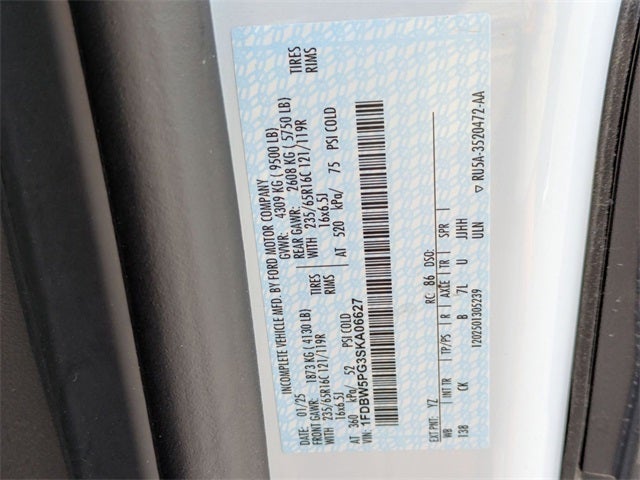 INCOMPLETE VEHICLE MFD. BY FORD MOTOR COMPANY
DATE: 01/25 GVWR: 4309 KG ( 9500 LB)
FRONT GAWR: 1873 KG ( 4130 LB) REAR GAWR: 2608 KG ( 5750 LB)
WITH 235/65R16C 121/119R TIRES WITH 235/65R16C 121/119R TIRES
16x6.5J RIMS 16x6.5J RIMS
AT 360 kPa/ 52 PSI COLD AT 520 kPa/ 75 PSI COLD
VIN: 1FDBW5PG3SKA06627
EXT PNT: YZ RC: 86 DSO:
WB INT TR TP/PS R AXLE TR SPR
138 CK B 7L U JJHH
ULN
1202501305239 ▽ RU5A-3520472-AA